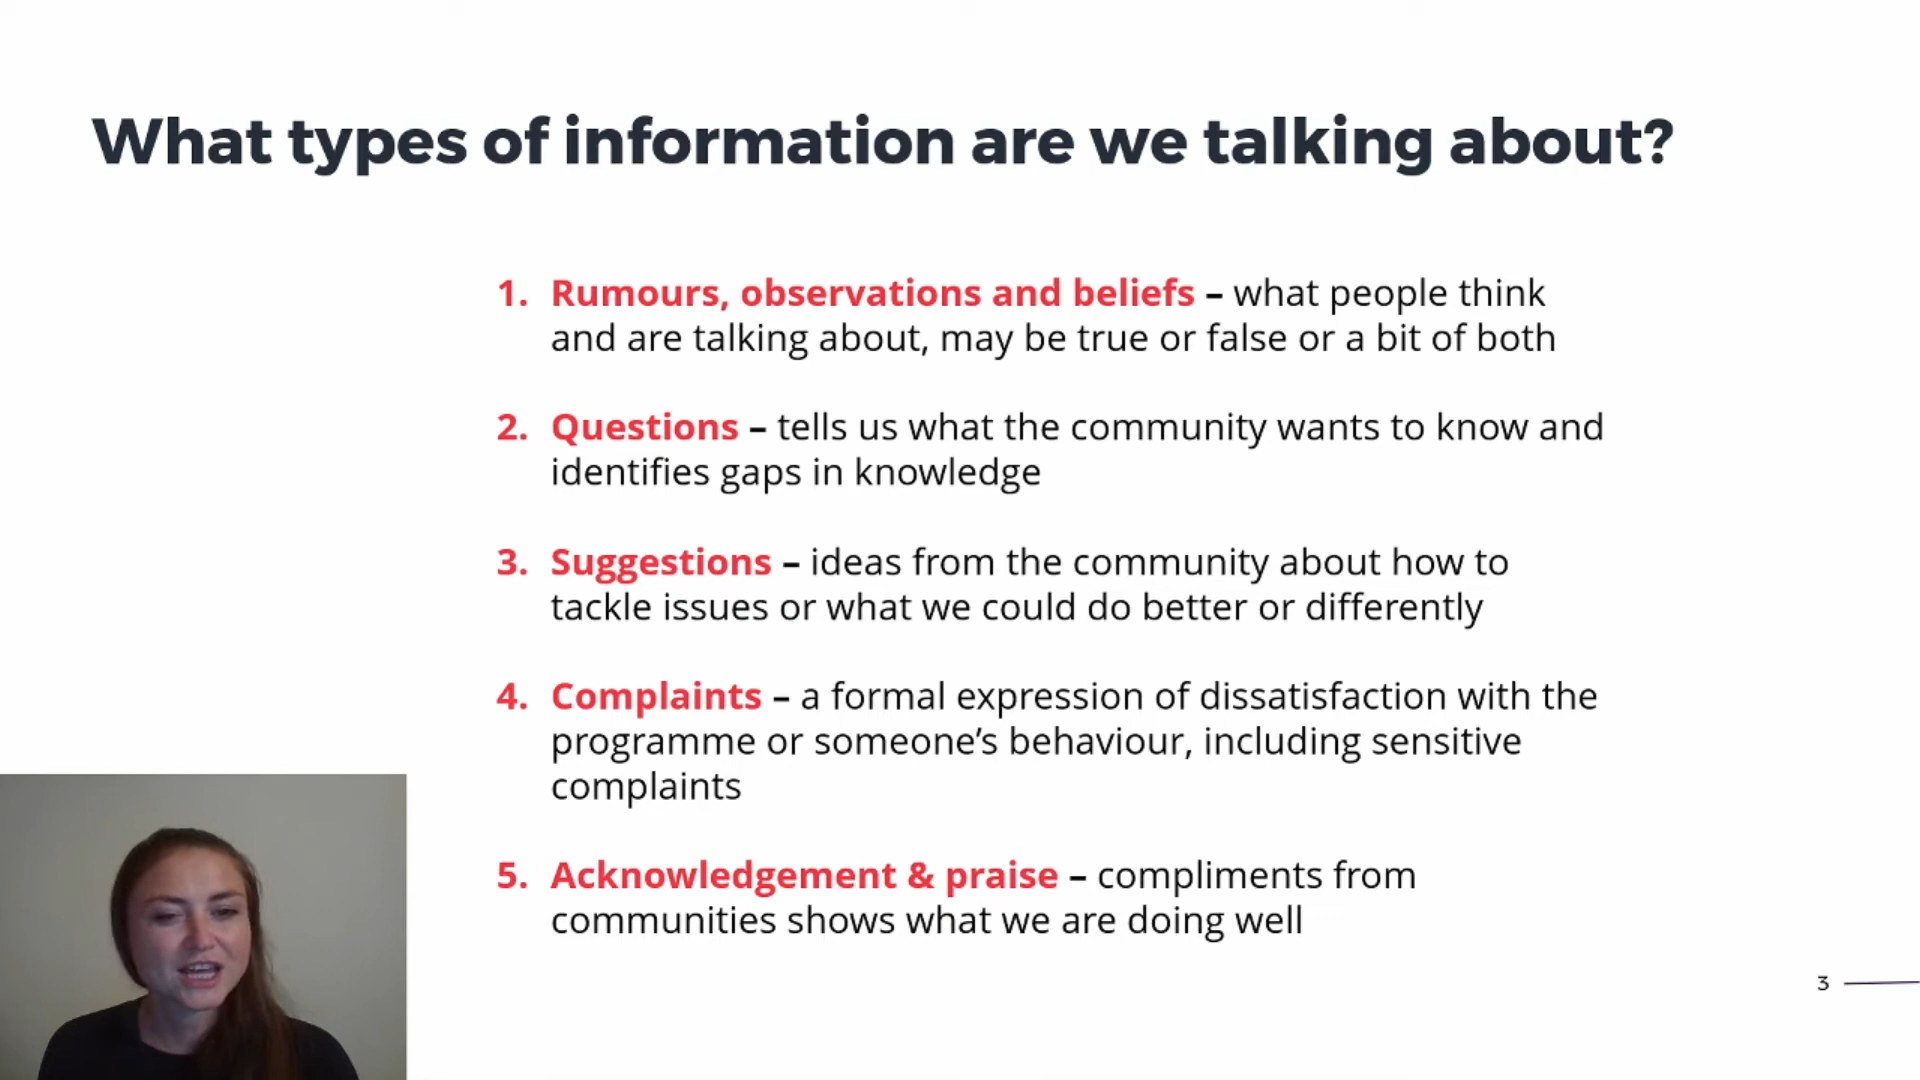 What types of information are we talking about?
1. Rumours, observations and beliefs – what people think
and are talking about, may be true or false or a bit of both
2. Questions – tells us what the community wants to know and
identifies gaps in knowledge
3. Suggestions – ideas from the community about how to
tackle issues or what we could do better or differently
4. Complaints – a formal expression of dissatisfaction with the
programme or someone’s behaviour, including sensitive
complaints
5. Acknowledgement & praise – compliments from
communities shows what we are doing well
3